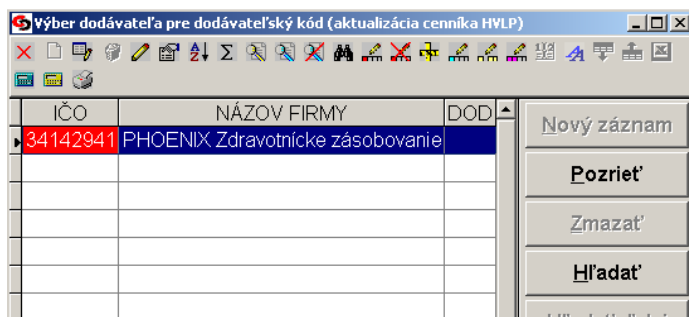 Výber dodávateľa pre dodávateľský kód (aktualizácia cenníka HVLP)
IČO NÁZOV FIRMY DOD
34142941 PHOENIX Zdravotnícke zásobovanie
Nový záznam
Pozrieť
Zmazať
Hľadať